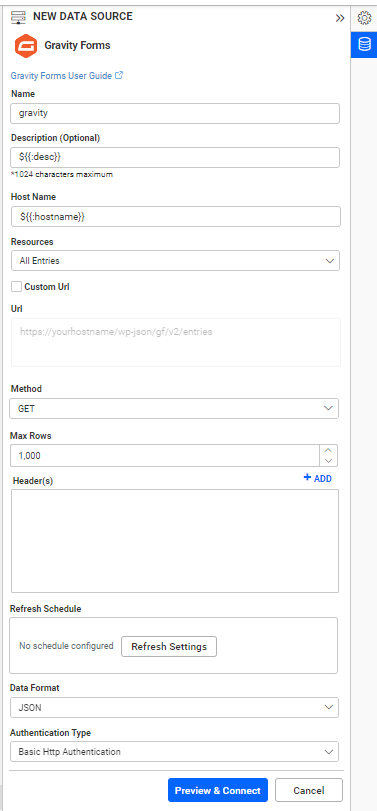 NEW DATA SOURCE
Gravity Forms
Gravity Forms User Guide
Name
gravity
Description (Optional)
${{:desc}}
*1024 characters maximum
Host Name
${{:hostname}}
Resources
All Entries
Custom Url
Url
https://yourhostname/wp-json/gf/v2/entries
Method
GET
Max Rows
1,000
Header(s) + ADD
Refresh Schedule
No schedule configured Refresh Settings
Data Format
JSON
Authentication Type
Basic Http Authentication
Preview & Connect Cancel